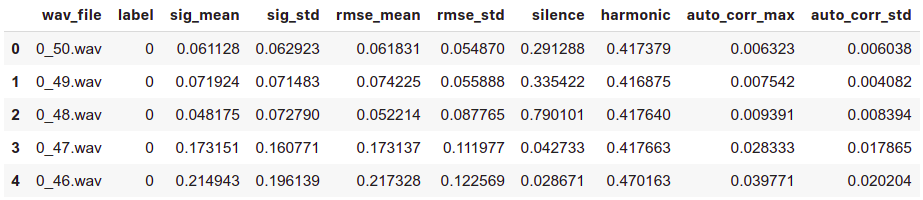 wav_file label sig_mean sig_std rmse_mean rmse_std silence harmonic auto_corr_max auto_corr_std
0 0_50.wav 0 0.061128 0.062923 0.061831 0.054870 0.291288 0.417379 0.006323 0.006038
1 0_49.wav 0 0.071924 0.071483 0.074225 0.055888 0.335422 0.416875 0.007542 0.004082
2 0_48.wav 0 0.048175 0.072790 0.052214 0.087765 0.790101 0.417640 0.009391 0.008394
3 0_47.wav 0 0.173151 0.160771 0.173137 0.111977 0.042733 0.417663 0.028333 0.017865
4 0_46.wav 0 0.214943 0.196139 0.217328 0.122569 0.028671 0.470163 0.039771 0.020204